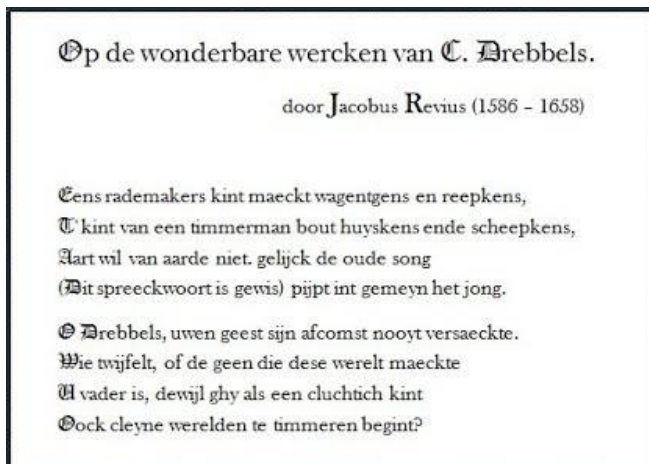 Op de wonderbare wercken van C. Drebbels.
door Jacobus Revius (1586 - 1658)
Eens rademakers kint maeckt wagentgens en reepkens,
T' kint van een timmerman bout huyskens ende scheepkens,
Aart wil van aarde niet. gelijck de oude song
(Dit spreeckwoort is gewis) pijpt int gemeyn het jong.
O Drebbels, uwen geest sijn afcomst nooyt versaeckte.
Wie twijfelt, of de geen die dese werelt maeckte
U vader is, dewijl ghy als een cluchtich kint
Oock cleyne werelden te timmeren begint?